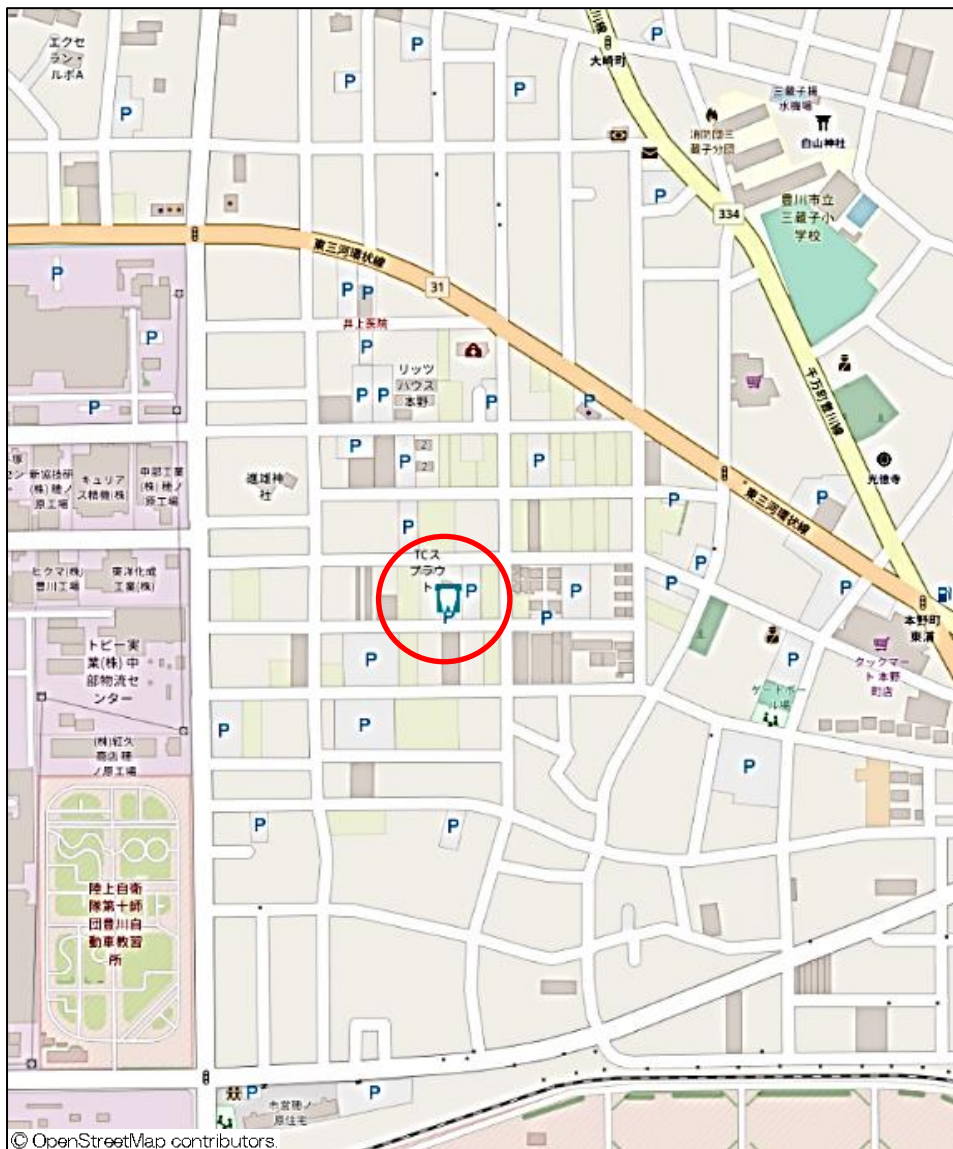 エクセ
ラン・
ルポA
P
P
P
P
P
大崎町
三蔵子揚
水機場
消防団三
蔵子分団
白山神社
334
豊川市立
三蔵子小
学校
東三河環状線
31
P
P
P
P
P
P
井上医院
リッツ
ハウス
本野
P
P
P
P
P
千万町豊川線
新協技研
(株) 穂ノ
原工場
キュリア
ス精機(株
中部工業
(株) 穂ノ
原工場
進雄神
社
P
P
2
2
P
P
光徳寺
東三河環状線
P
ヒクマ(株)
豊川工場
東洋化成
工業(株)
TCス
プラウ
ト
P
P
P
P
P
P
P
本野町
東濱
トピー実
業(株) 中
部物流セ
ンター
P
P
クックマー
ト 本野
町店
ゲートボー
ル場
P
P
P
(株)紅久
商店 穂
ノ原工場
P
P
陸上自衛
隊第十師
団豊川自
動車教習
所
P
P
市営穂ノ
原住宅
© OpenStreetMap contributors.